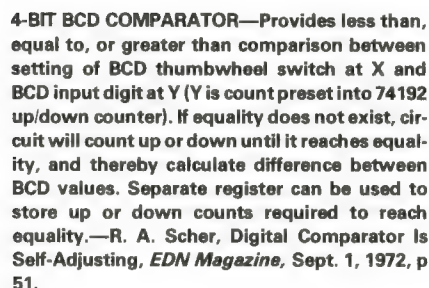 4-BIT BCD COMPARATOR—Provides less than,
equal to, or greater than comparison between
setting of BCD thumbwheel switch at X and
BCD input digit at Y (Y is count preset into 74192
up/down counter). If equality does not exist, cir-
cuit will count up or down until it reaches equal-
ity, and thereby calculate difference between
BCD values. Separate register can be used to
store up or down counts required to reach
equality.—R. A. Scher, Digital Comparator Is
Self-Adjusting, EDN Magazine, Sept. 1, 1972, p
51.